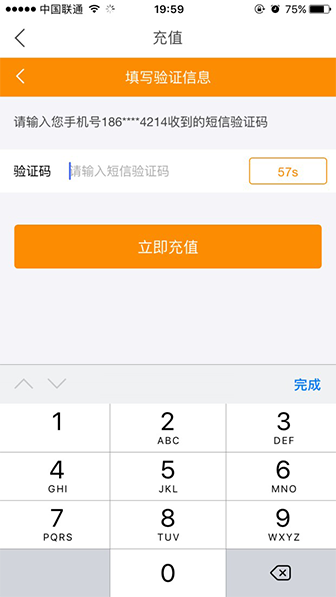 中国联通 19:59 75%
充值
填写验证信息
请输入您手机号186****4214收到的短信验证码
验证码 请输入短信验证码 57s
立即充值
完成
1 2 3
ABC DEF
4 5 6
GHI JKL MNO
7 8 9
PQRS TUV WXYZ
0